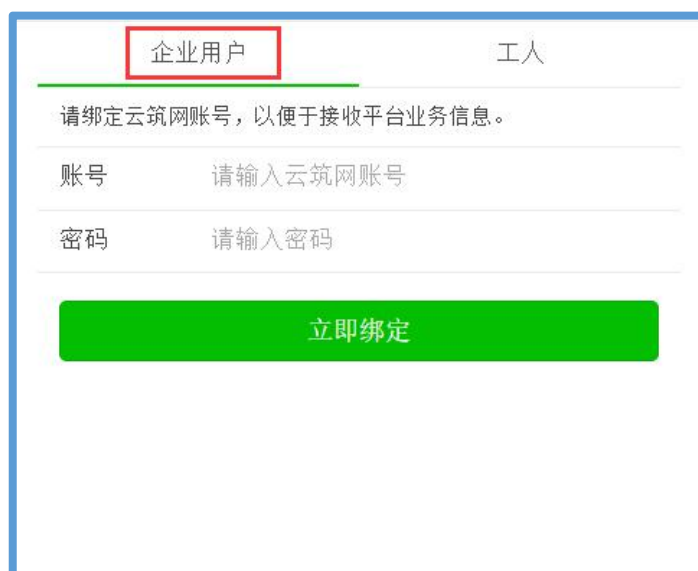 企业用户 工人
请绑定云筑网账号，以便于接收平台业务信息。
账号 请输入云筑网账号
密码 请输入密码
立即绑定